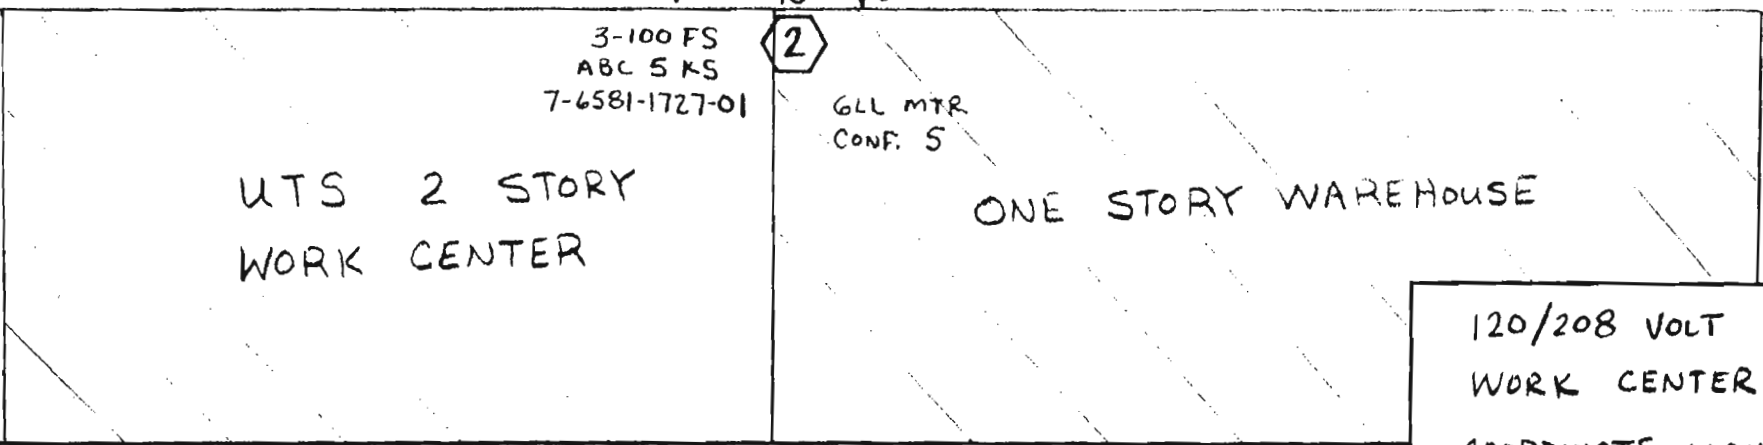 3-100 FS
ABC 5 KS
7-6581-1727-01
2
GLL MTR
CONF. 5
UTS 2 STORY
WORK CENTER
ONE STORY WAREHOUSE
120/208 VOLT
WORK CENTER